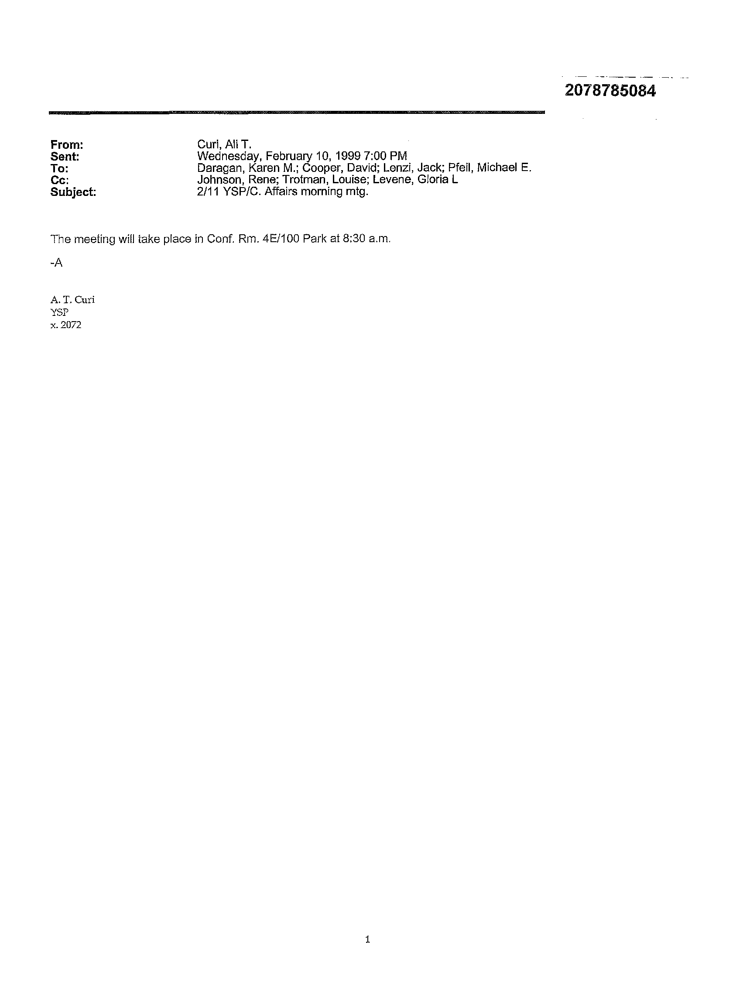 2078785084
From: Curi, Ali T.
Sent: Wednesday, February 10, 1999 7:00 PM
To: Daragan, Karen M.; Cooper, David; Lenzi, Jack; Pfeil, Michael E.
Cc: Johnson, Rene; Trotman, Louise; Levene, Gloria L
Subject: 2/11 YSP/C. Affairs morning mtg.
The meeting will take place in Conf. Rm. 4E/100 Park at 8:30 a.m.
-A
A. T. Curi
YSP
x. 2072
1